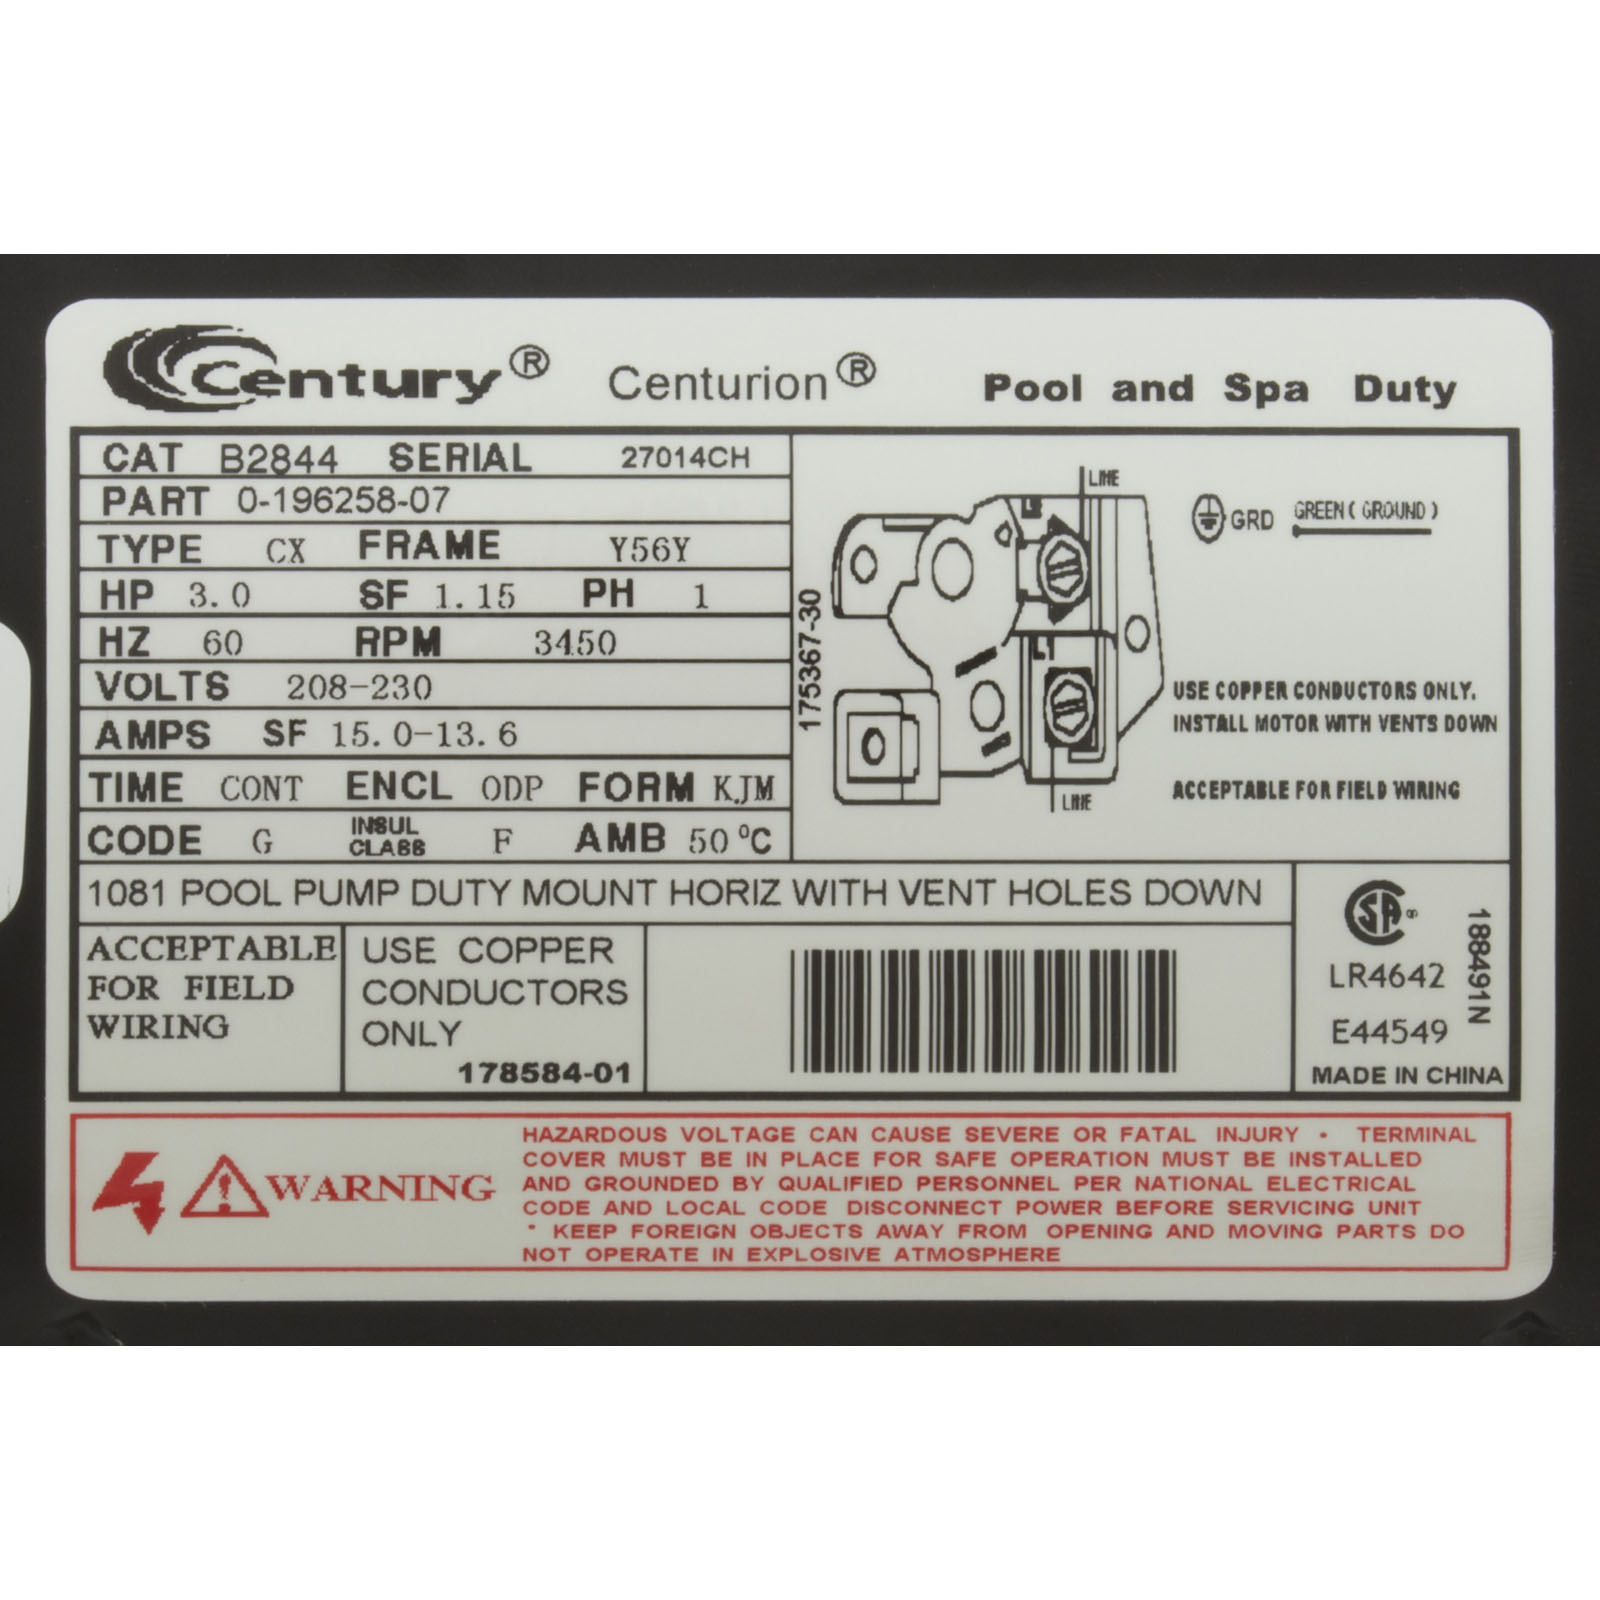 Century® Centurion® Pool and Spa Duty
CAT B2844 SERIAL 27014CH
PART 0-196258-07
TYPE CX FRAME Y56Y
HP 3.0 SF 1.15 PH 1
HZ 60 RPM 3450
VOLTS 208-230
AMPS SF 15.0-13.6
TIME CONT ENCL ODP FORM KJM
CODE G INSUL CLASS F AMB 50°C
175367-30
LINE
L2
L1
LINE
GRD GREEN ( GROUND )
USE COPPER CONDUCTORS ONLY.
INSTALL MOTOR WITH VENTS DOWN
ACCEPTABLE FOR FIELD WIRING
1081 POOL PUMP DUTY MOUNT HORIZ WITH VENT HOLES DOWN
ACCEPTABLE
FOR FIELD
WIRING
USE COPPER
CONDUCTORS
ONLY
178584-01
SA®
LR4642
E44549
MADE IN CHINA
188491N
WARNING
HAZARDOUS VOLTAGE CAN CAUSE SEVERE OR FATAL INJURY • TERMINAL
COVER MUST BE IN PLACE FOR SAFE OPERATION MUST BE INSTALLED
AND GROUNDED BY QUALIFIED PERSONNEL PER NATIONAL ELECTRICAL
CODE AND LOCAL CODE DISCONNECT POWER BEFORE SERVICING UNIT
• KEEP FOREIGN OBJECTS AWAY FROM OPENING AND MOVING PARTS DO
NOT OPERATE IN EXPLOSIVE ATMOSPHERE